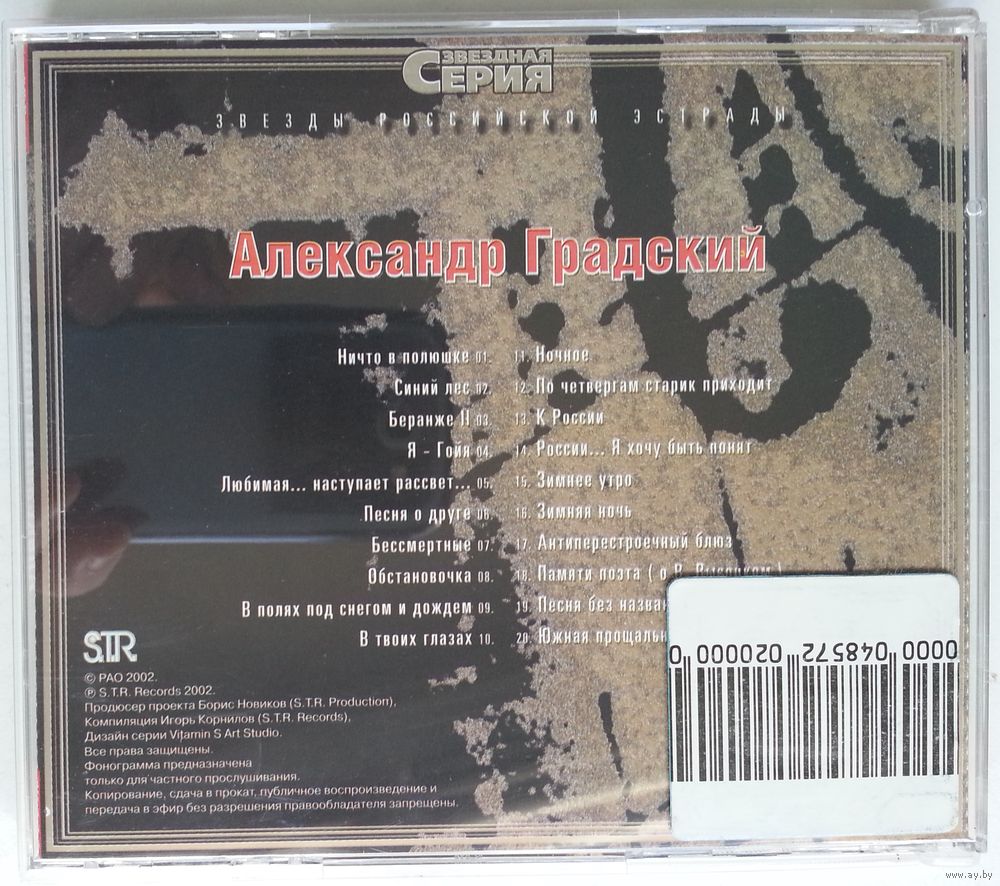 ЗВЕЗДНАЯ
СЕРИЯ
ЗВЕЗДЫ РОССИЙСКОЙ ЭСТРАДЫ
Александр Градский
Ничто в полюшке 01.
Синий лес 02.
Беранже Н 03.
Я - Гойя 04.
Любимая... наступает рассвет... 05.
Песня о друге 06.
Бессмертные 07.
Обстановочка 08.
В полях под снегом и дождем 09.
В твоих глазах 10.
11. Ночное
12. По четвергам старик приходит
13. К России
14. России... Я хочу быть понят
15. Зимнее утро
16. Зимняя ночь
17. Антиперестроечный блюз
18. Памяти поэта ( о В. Высоцком )
19. Песня без
20. Южная
S.T.R.
© РАО 2002.
℗ S.T.R. Records 2002.
Продюсер проекта Борис Новиков (S.T.R. Production),
Компиляция Игорь Корнилов (S.T.R. Records),
Дизайн серии Vitamin S Art Studio.
Все права защищены.
Фонограмма предназначена
только для частного прослушивания.
Копирование, сдача в прокат, публичное воспроизведение и
передача в эфир без разрешения правообладателя запрещены.
0 020000 048572 0000
www.ay.by